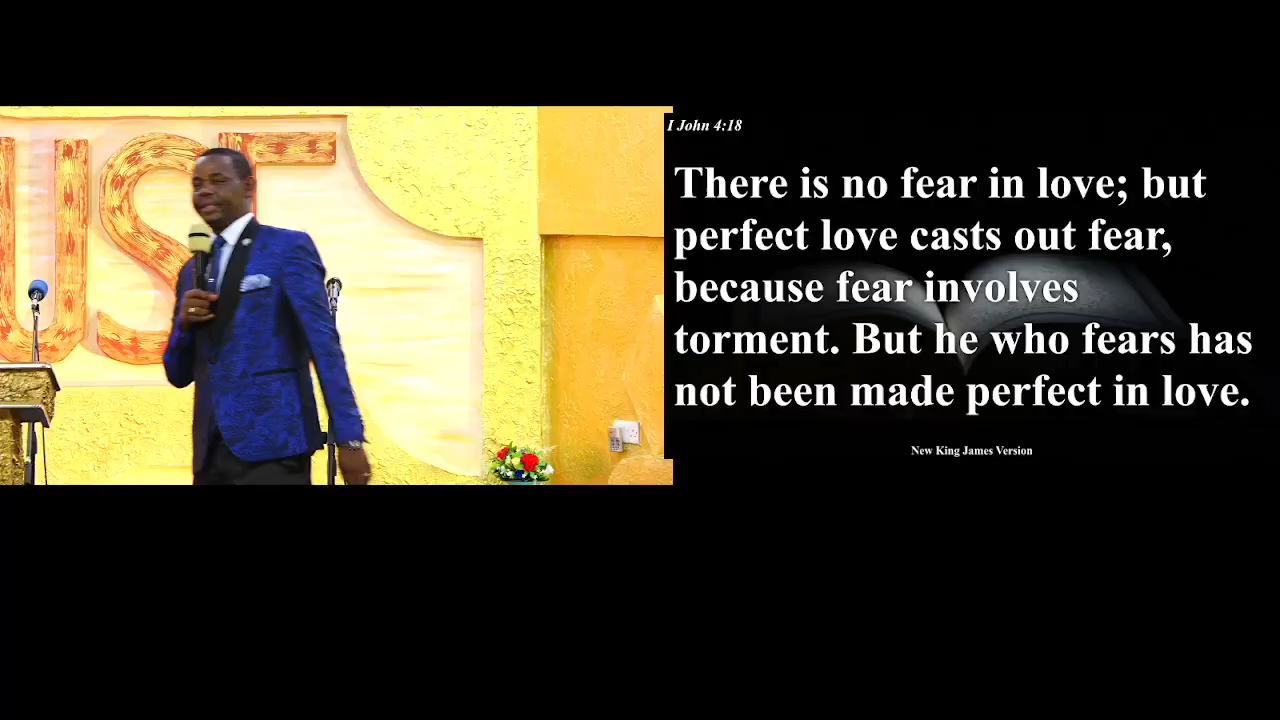 UST
I John 4:18
There is no fear in love; but
perfect love casts out fear,
because fear involves
torment. But he who fears has
not been made perfect in love.
New King James Version